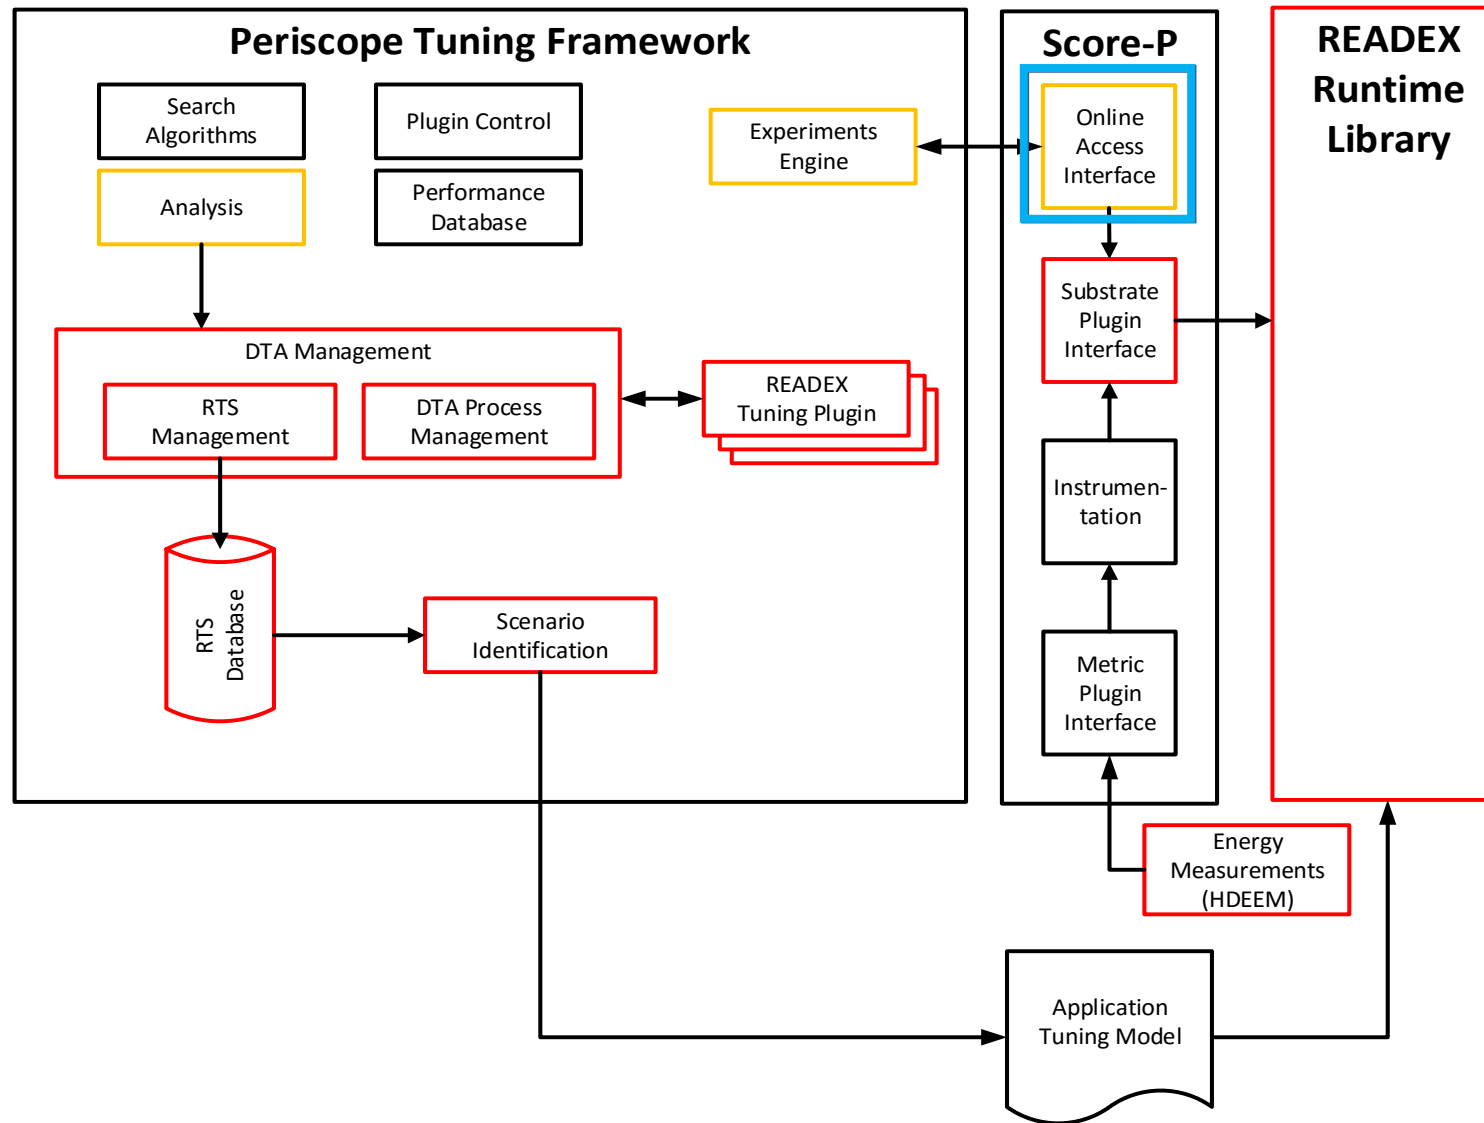 Periscope Tuning Framework
Search
Algorithms
Plugin Control
Analysis
Performance
Database
Experiments
Engine
DTA Management
RTS
Management
DTA Process
Management
READEX
Tuning Plugin
RTS
Database
Scenario
Identification
Score-P
Online
Access
Interface
Substrate
Plugin
Interface
Instrumen-
tation
Metric
Plugin
Interface
READEX
Runtime
Library
Energy
Measurements
(HDEEM)
Application
Tuning Model